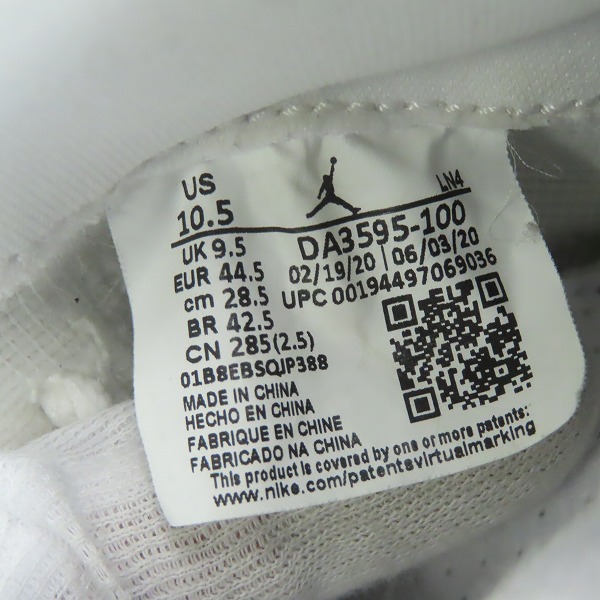 US
10.5
LN4
UK 9.5
EUR 44.5
cm 28.5
BR 42.5
CN 285(2.5)
DA3595-100
02/19/20 | 06/03/20
UPC 00194497069036
01B8EBSQJP388
MADE IN CHINA
HECHO EN CHINA
FABRIQUE EN CHINE
FABRICADO NA CHINA
This product is covered by one or more patents:
www.nike.com/patentsvirtualmarking